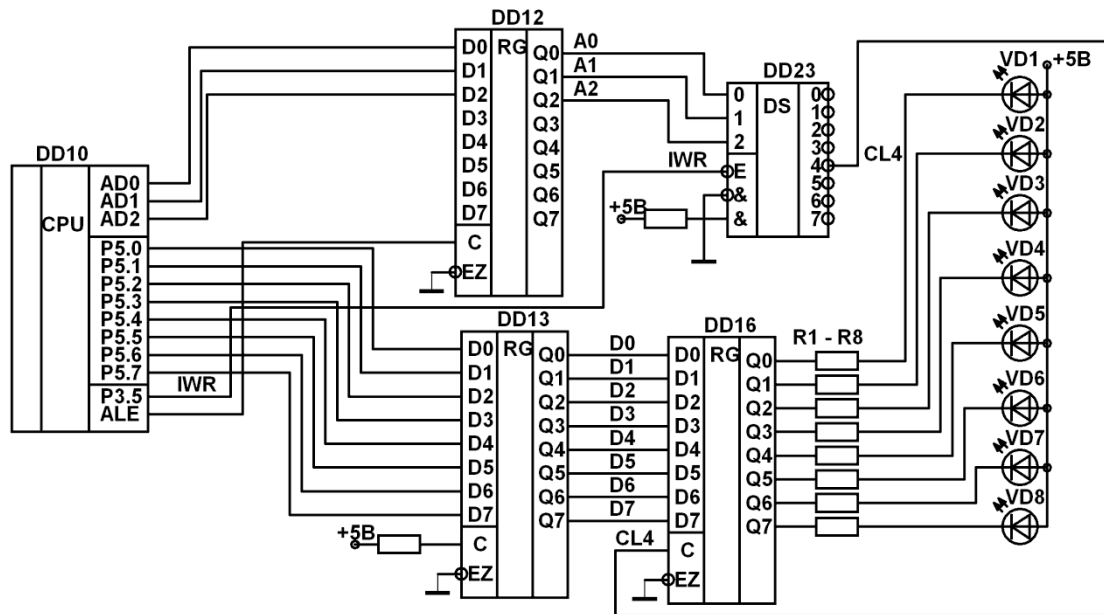 DD12
D0 RG Q0 A0
D1 Q1 A1
D2 Q2 A2
D3 Q3
D4 Q4
D5 Q5
D6 Q6
D7 Q7
C
EZ
DD23
0 DS 0
1 1
2 2
3
E 4
& 5
& 6
7
IWR
+5В
CL4
DD10
CPU
AD0
AD1
AD2
P5.0
P5.1
P5.2
P5.3
P5.4
P5.5
P5.6
P5.7
P3.5
ALE
IWR
DD13
D0 RG Q0 D0
D1 Q1 D1
D2 Q2 D2
D3 Q3 D3
D4 Q4 D4
D5 Q5 D5
D6 Q6 D6
D7 Q7 D7
C
EZ
+5В
CL4
DD16
D0 RG Q0
D1 Q1
D2 Q2
D3 Q3
D4 Q4
D5 Q5
D6 Q6
D7 Q7
C
EZ
R1 - R8
VD1
+5В
VD2
VD3
VD4
VD5
VD6
VD7
VD8